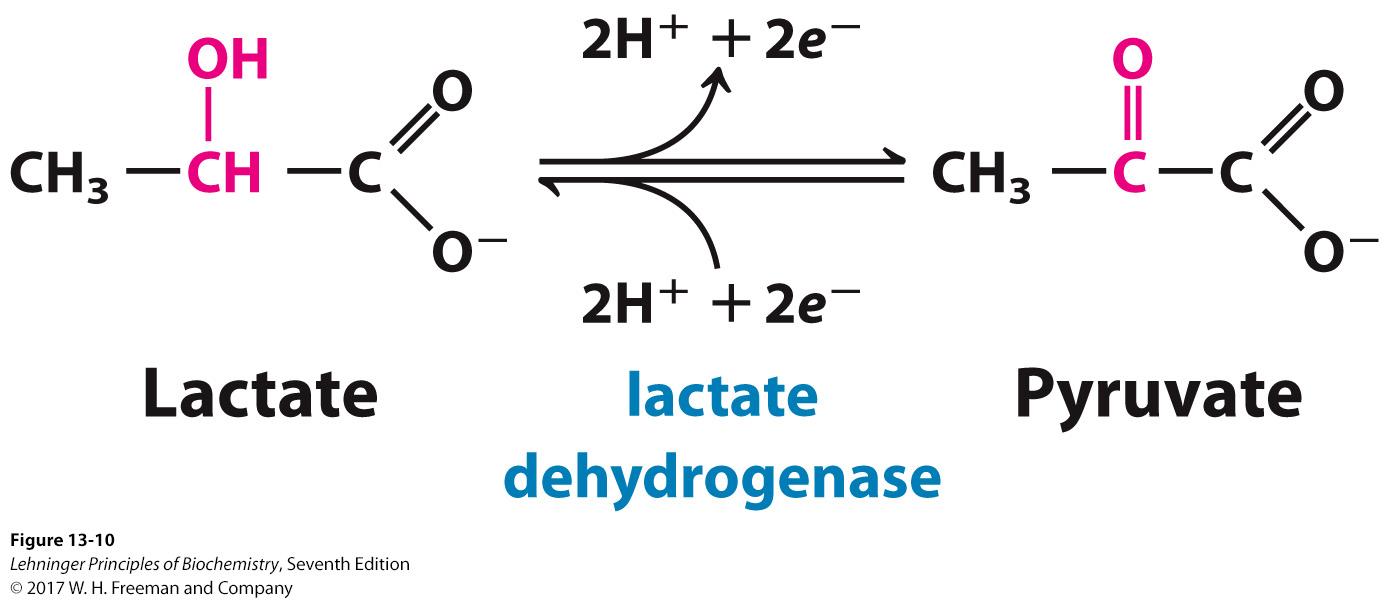 2H⁺ + 2e⁻
OH
CH₃ — CH — C
O
O⁻
O
CH₃ — C — C
O
O⁻
2H⁺ + 2e⁻
Lactate
lactate
dehydrogenase
Pyruvate
Figure 13-10
Lehninger Principles of Biochemistry, Seventh Edition
© 2017 W. H. Freeman and Company